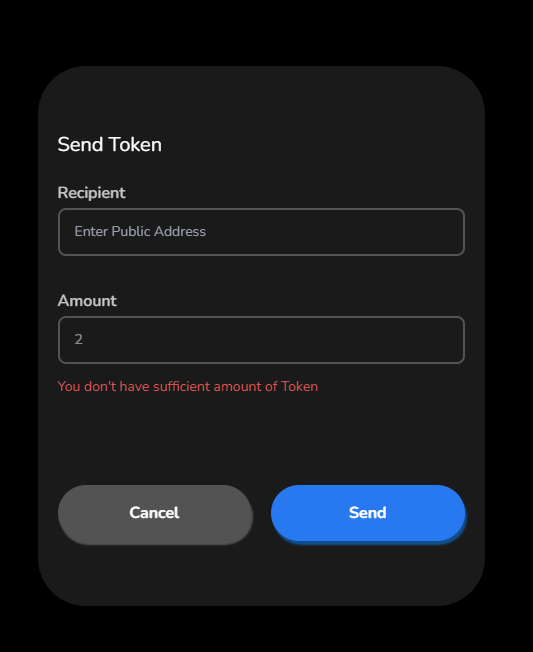 Send Token
Recipient
Enter Public Address
Amount
2
You don't have sufficient amount of Token
Cancel
Send